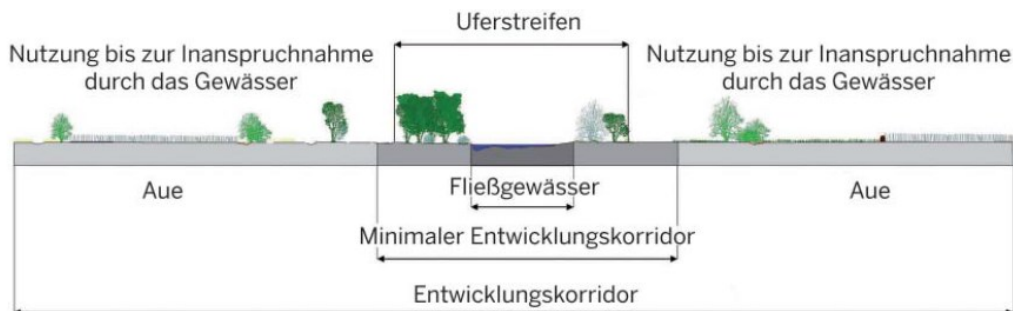 Uferstreifen
Nutzung bis zur Inanspruchnahme
durch das Gewässer
Nutzung bis zur Inanspruchnahme
durch das Gewässer
Aue
Fließgewässer
Aue
Minimaler Entwicklungskorridor
Entwicklungskorridor